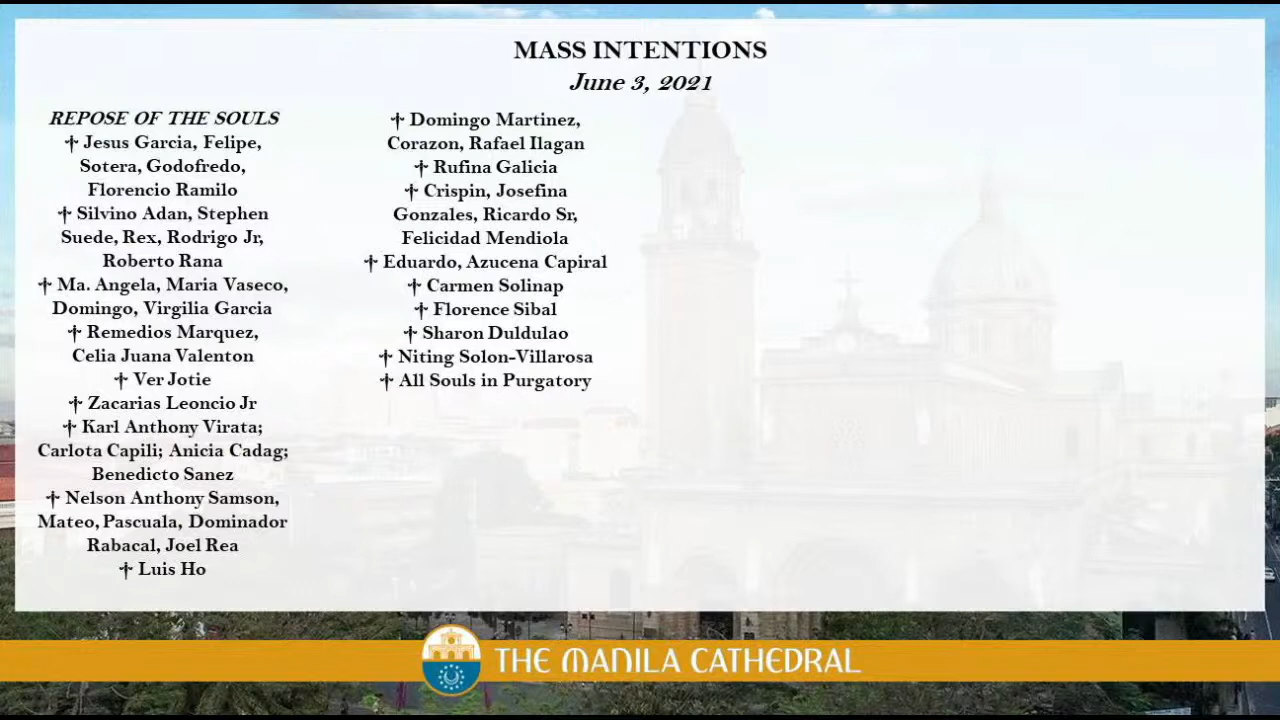 MASS INTENTIONS
June 3, 2021
REPOSE OF THE SOULS
✝ Jesus Garcia, Felipe,
Sotera, Godofredo,
Florencio Ramilo
✝ Silvino Adan, Stephen
Suede, Rex, Rodrigo Jr,
Roberto Rana
✝ Ma. Angela, Maria Vaseco,
Domingo, Virgilia Garcia
✝ Remedios Marquez,
Celia Juana Valenton
✝ Ver Jotie
✝ Zacarias Leoncio Jr
✝ Karl Anthony Virata;
Carlota Capili; Anicia Cadag;
Benedicto Sanez
✝ Nelson Anthony Samson,
Mateo, Pascuala, Dominador
Rabacal, Joel Rea
✝ Luis Ho
✝ Domingo Martinez,
Corazon, Rafael Ilagan
✝ Rufina Galicia
✝ Crispin, Josefina
Gonzales, Ricardo Sr,
Felicidad Mendiola
✝ Eduardo, Azucena Capiral
✝ Carmen Solinap
✝ Florence Sibal
✝ Sharon Duldulao
✝ Niting Solon-Villarosa
✝ All Souls in Purgatory
THE MANILA CATHEDRAL